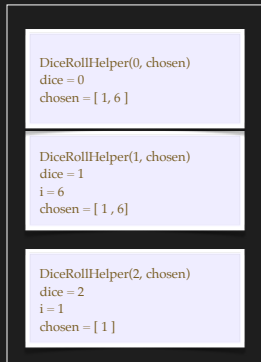 DiceRollHelper(0, chosen)
dice = 0
chosen = [ 1, 6 ]
DiceRollHelper(1, chosen)
dice = 1
i = 6
chosen = [ 1 , 6]
DiceRollHelper(2, chosen)
dice = 2
i = 1
chosen = [ 1 ]